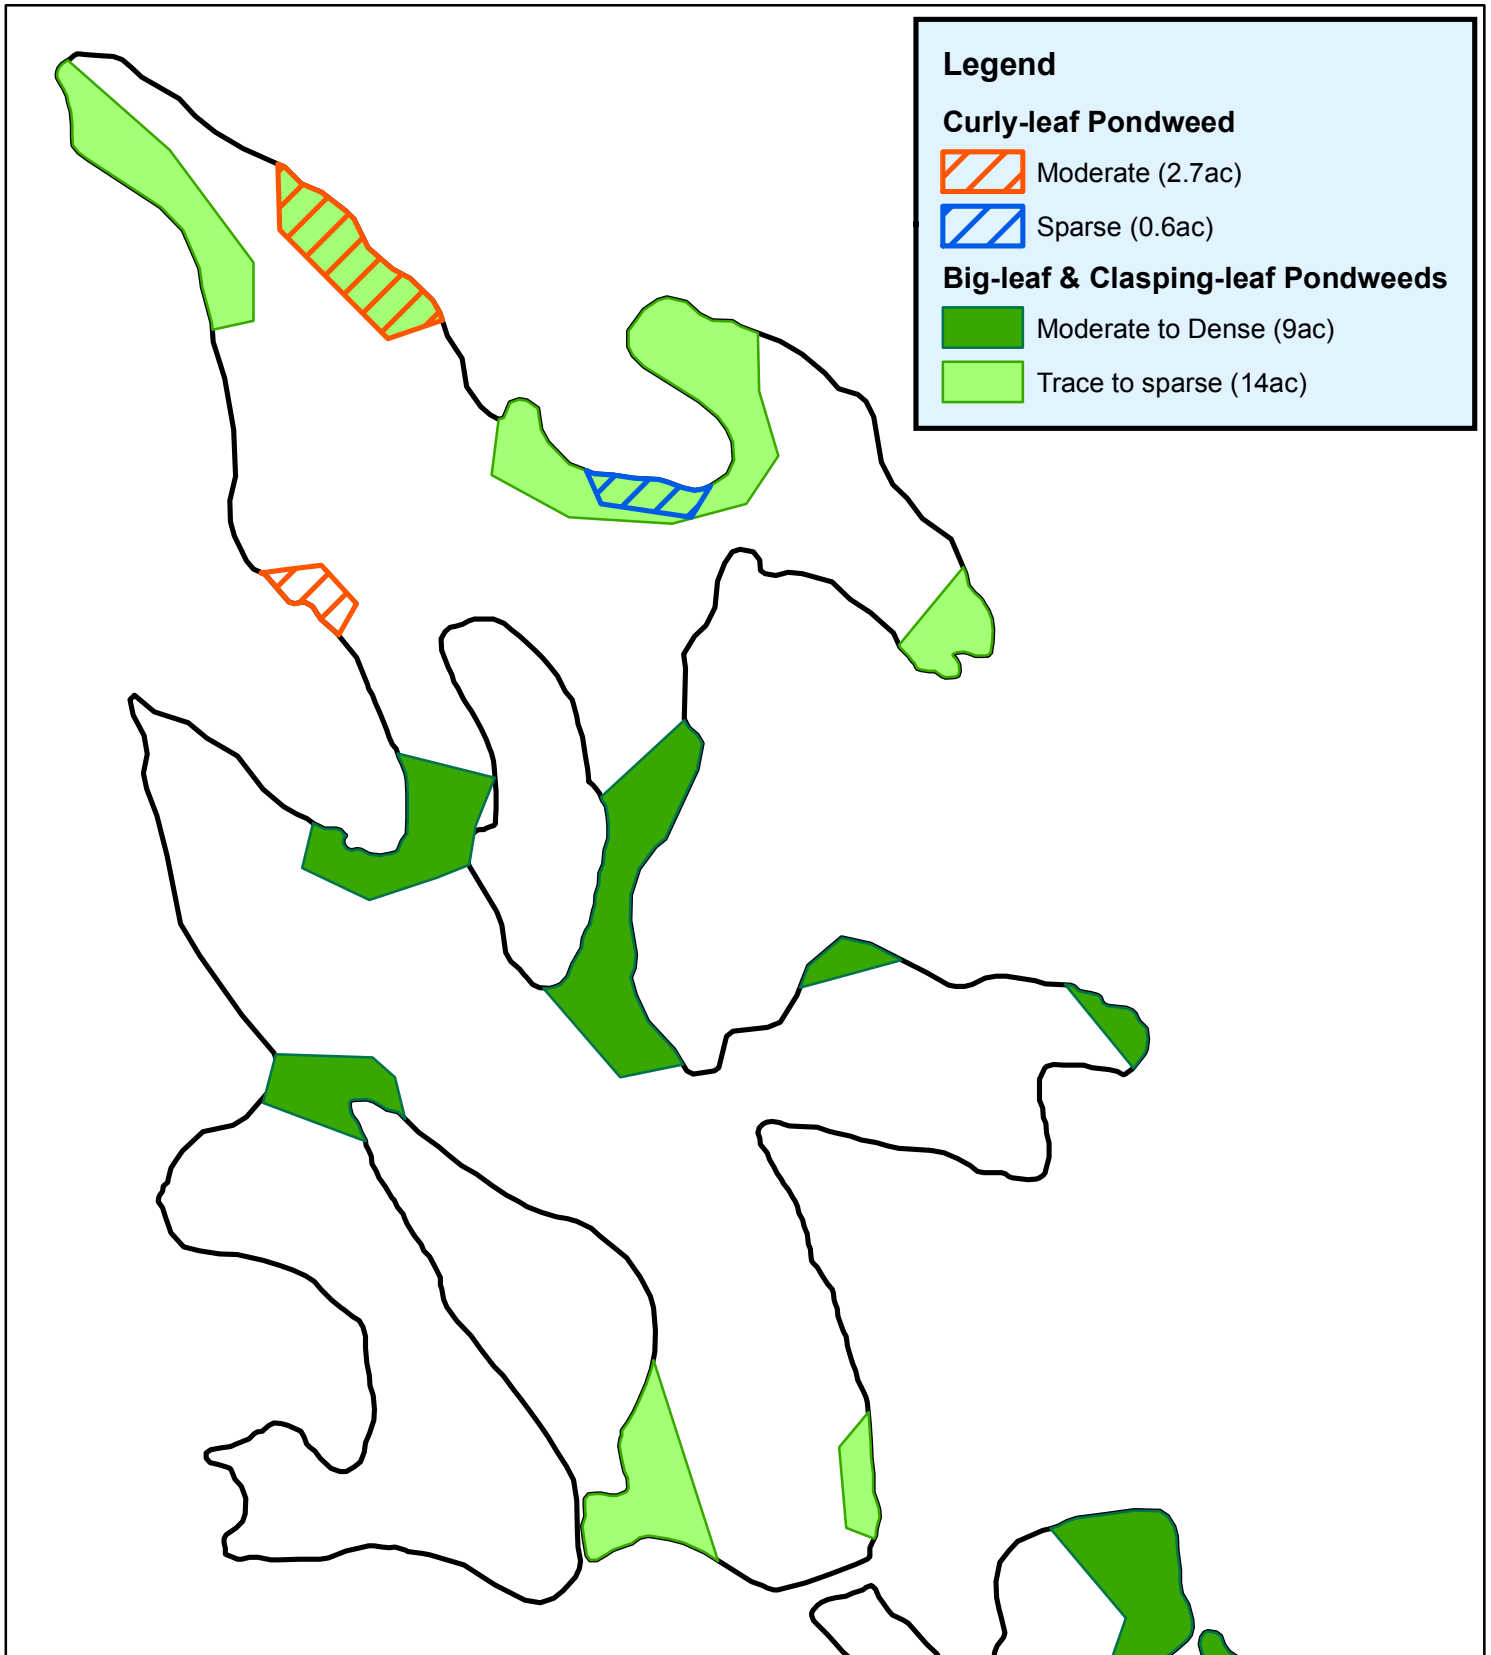 Legend
Curly-leaf Pondweed
Moderate (2.7ac)
Sparse (0.6ac)
Big-leaf & Clasping-leaf Pondweeds
Moderate to Dense (9ac)
Trace to sparse (14ac)